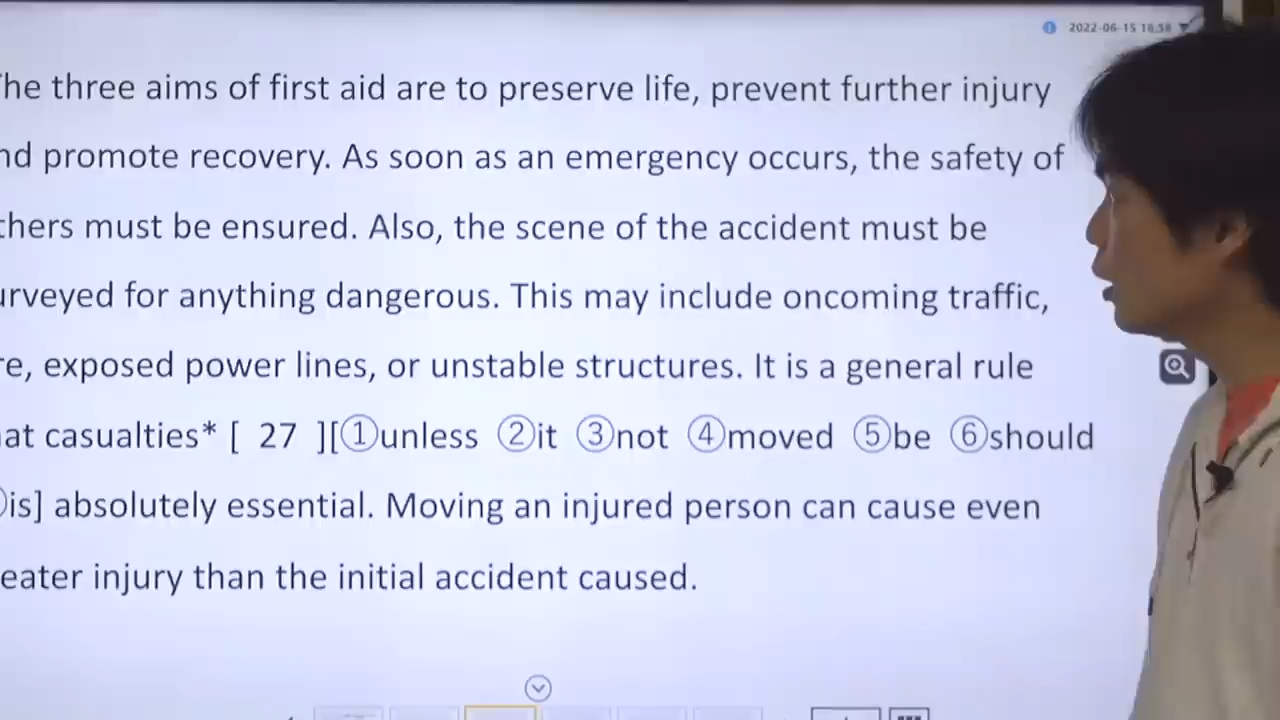 2022-06-15 16:58
he three aims of first aid are to preserve life, prevent further injury
nd promote recovery. As soon as an emergency occurs, the safety of
thers must be ensured. Also, the scene of the accident must be
urveyed for anything dangerous. This may include oncoming traffic,
re, exposed power lines, or unstable structures. It is a general rule
at casualties* [ 27 ][①unless ②it ③not ④moved ⑤be ⑥should
is] absolutely essential. Moving an injured person can cause even
eater injury than the initial accident caused.